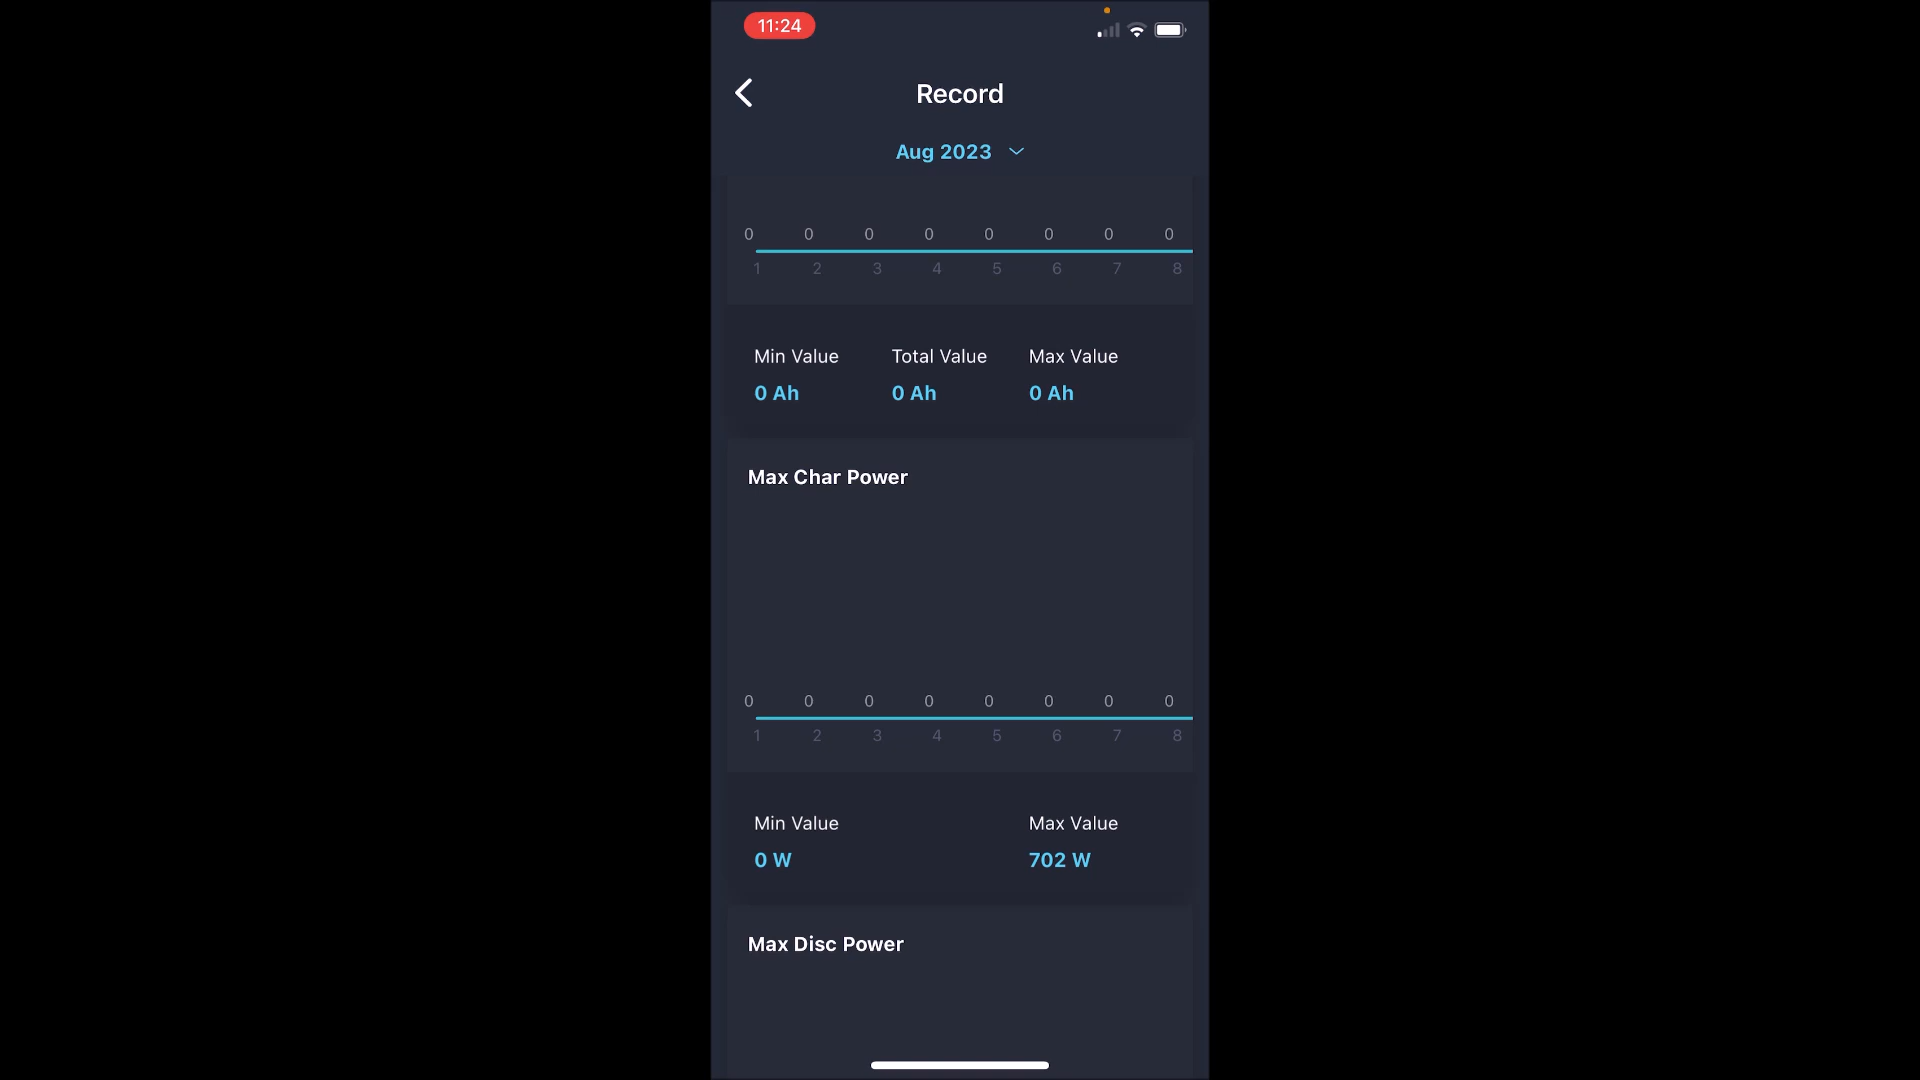 11:24
Record
Aug 2023
0 0 0 0 0 0 0 0
1 2 3 4 5 6 7 8
Min Value Total Value Max Value
0 Ah 0 Ah 0 Ah
Max Char Power
0 0 0 0 0 0 0 0
1 2 3 4 5 6 7 8
Min Value Max Value
0 W 702 W
Max Disc Power